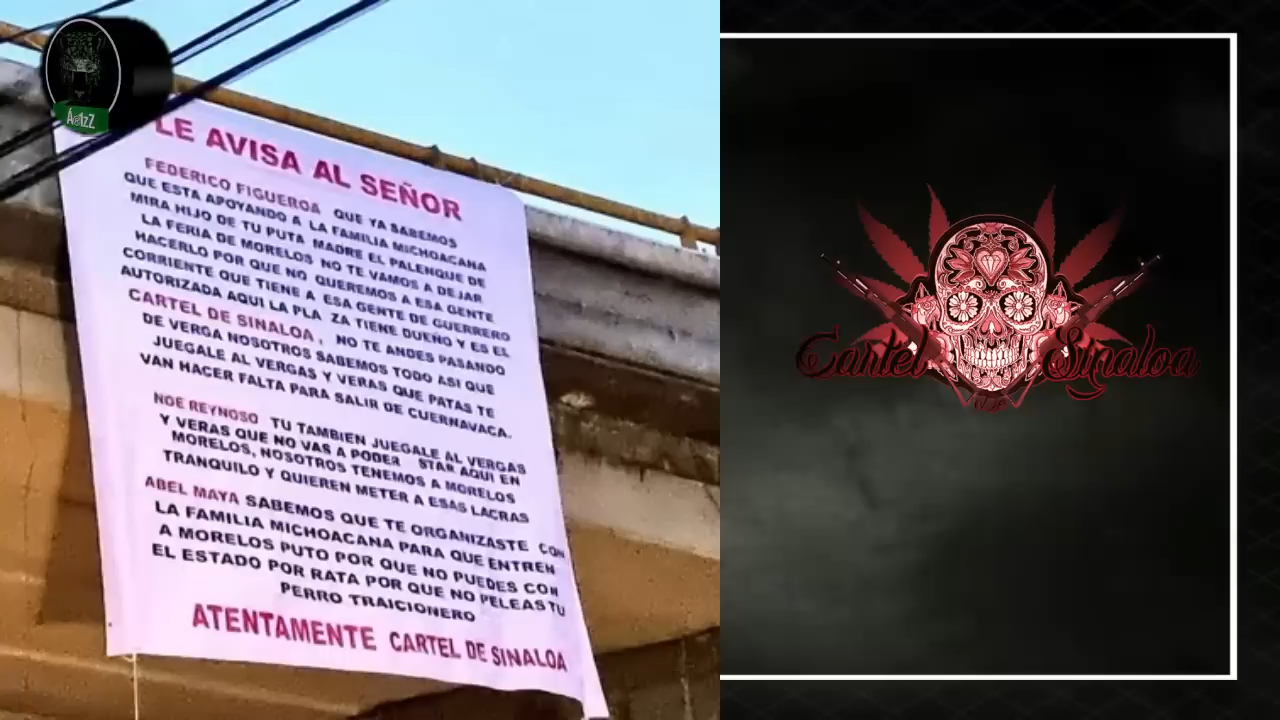 Á@1zZ
LE AVISA AL SEÑOR
FEDERICO FIGUEROA QUE YA SABEMOS
QUE ESTA APOYANDO A LA FAMILIA MICHOACANA
MIRA HIJO DE TU PUTA MADRE EL PALENQUE DE
LA FERIA DE MORELOS NO TE VAMOS A DEJAR
HACERLO POR QUE NO QUEREMOS A ESA GENTE
CORRIENTE QUE TIENE A ESA GENTE DE GUERRERO
AUTORIZADA AQUI LA PLA ZA TIENE DUEÑO Y ES EL
CARTEL DE SINALOA, NO TE ANDES PASANDO
DE VERGA NOSOTROS SABEMOS TODO ASI QUE
JUEGALE AL VERGAS Y VERAS QUE PATAS TE
VAN HACER FALTA PARA SALIR DE CUERNAVACA.
NOE REYNOSO TU TAMBIEN JUEGALE AL VERGAS
Y VERAS QUE NO VAS A PODER STAR AQUI EN
MORELOS, NOSOTROS TENEMOS A MORELOS
TRANQUILO Y QUIEREN METER A ESAS LACRAS
ABEL MAYA SABEMOS QUE TE ORGANIZASTE CON
LA FAMILIA MICHOACANA PARA QUE ENTREN
A MORELOS PUTO POR QUE NO PUEDES CON
EL ESTADO POR RATA POR QUE NO PELEAS TU
PERRO TRAICIONERO
ATENTAMENTE CARTEL DE SINALOA
Cartel Sinaloa